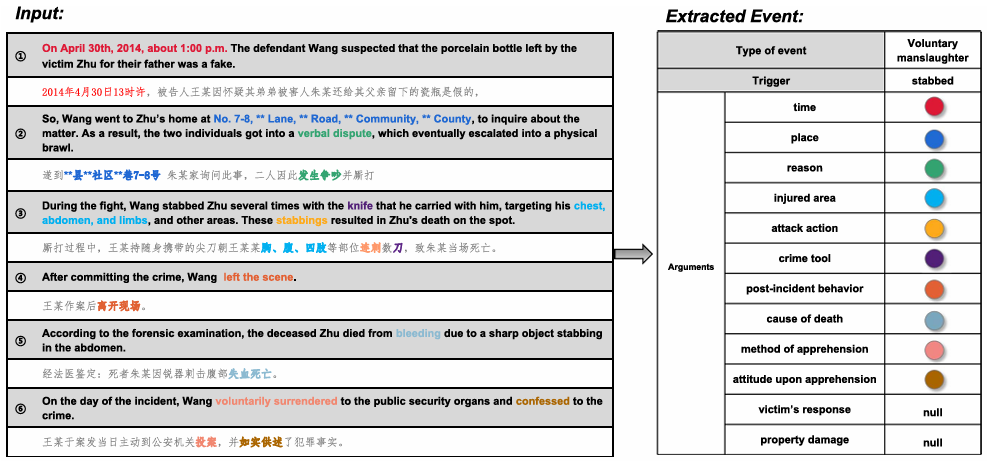 Input:
① On April 30th, 2014, about 1:00 p.m. The defendant Wang suspected that the porcelain bottle left by the
victim Zhu for their father was a fake.
2014年4月30日13时许，被告人王某因怀疑其弟弟被害人朱某还给其父亲留下的瓷瓶是假的，
② So, Wang went to Zhu's home at No. 7-8, ** Lane, ** Road, ** Community, ** County, to inquire about the
matter. As a result, the two individuals got into a verbal dispute, which eventually escalated into a physical
brawl.
遂到**县**社区**巷7-8号 朱某家询问此事，二人因此发生争吵并厮打
③ During the fight, Wang stabbed Zhu several times with the knife that he carried with him, targeting his chest,
abdomen, and limbs, and other areas. These stabbings resulted in Zhu's death on the spot.
厮打过程中，王某持随身携带的尖刀朝王某某胸、腹、四肢等部位连刺数刀，致朱某当场死亡。
④ After committing the crime, Wang left the scene.
王某作案后离开现场。
⑤ According to the forensic examination, the deceased Zhu died from bleeding due to a sharp object stabbing
in the abdomen.
经法医鉴定：死者朱某因锐器刺击腹部失血死亡。
⑥ On the day of the incident, Wang voluntarily surrendered to the public security organs and confessed to the
crime.
王某于案发当日主动到公安机关投案，并如实供述了犯罪事实。
Extracted Event:
Type of event Voluntary
manslaughter
Trigger stabbed
Arguments
time
place
reason
injured area
attack action
crime tool
post-incident behavior
cause of death
method of apprehension
attitude upon apprehension
victim's response null
property damage null